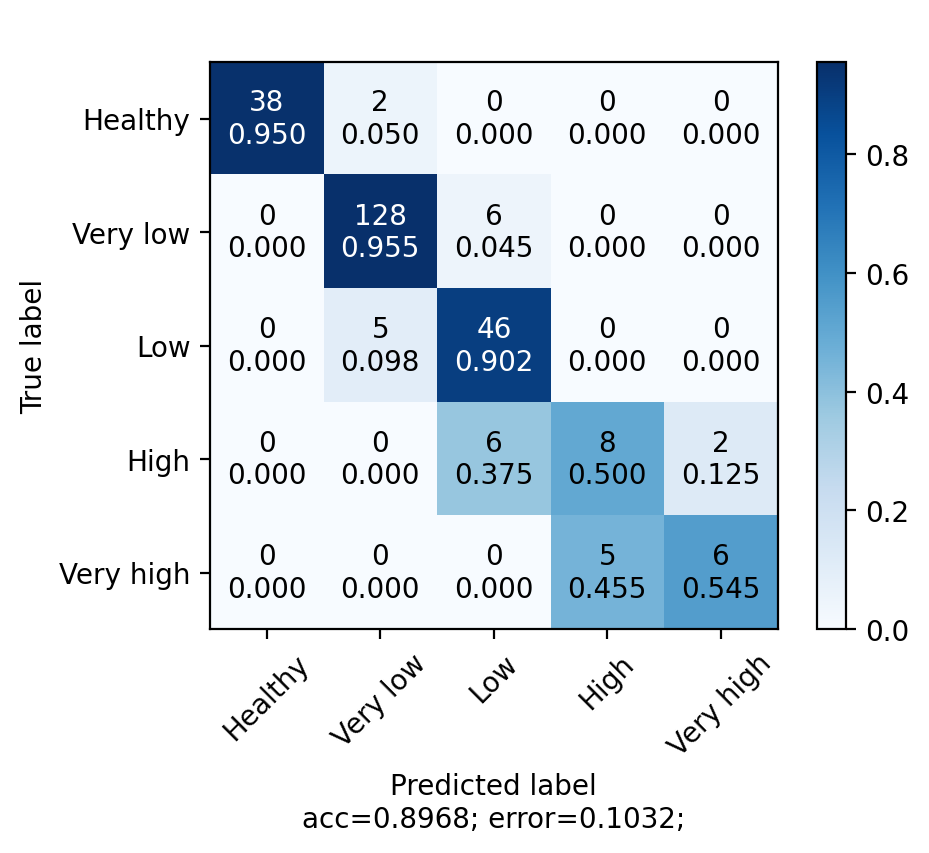 38 2 0 0 0
Healthy
0.950 0.050 0.000 0.000 0.000
0 128 6 0 0
Very low
0.000 0.955 0.045 0.000 0.000
0 5 46 0 0
Low
0.000 0.098 0.902 0.000 0.000
0 0 6 8 2
High
0.000 0.000 0.375 0.500 0.125
0 0 0 5 6
Very high
0.000 0.000 0.000 0.455 0.545
True label
0.8
0.6
0.4
0.2
0.0
Healthy
Very low
Low
High
Very high
Predicted label
acc=0.8968; error=0.1032;